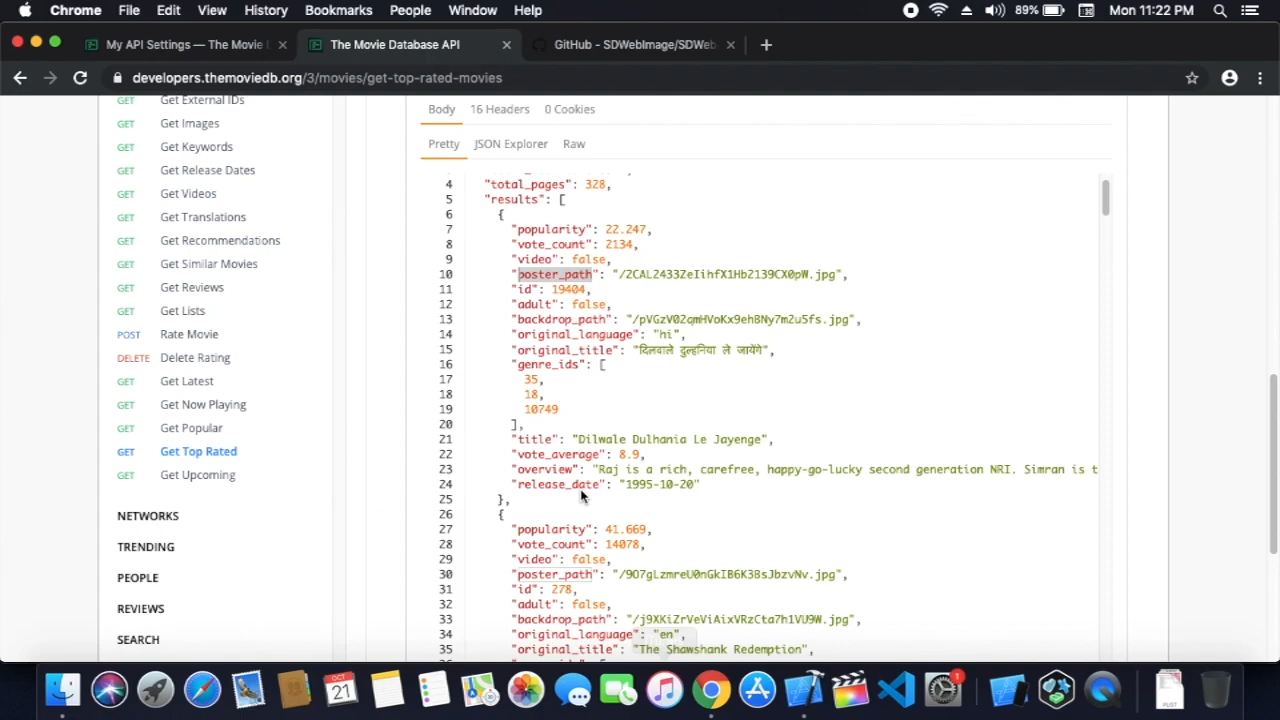 Chrome File Edit View History Bookmarks People Window Help 89% Mon 11:22 PM
My API Settings — The Movie D The Movie Database API GitHub - SDWebImage/SDWeb
developers.themoviedb.org/3/movies/get-top-rated-movies
GET Get External IDs
GET Get Images
GET Get Keywords
GET Get Release Dates
GET Get Videos
GET Get Translations
GET Get Recommendations
GET Get Similar Movies
GET Get Reviews
GET Get Lists
POST Rate Movie
DELETE Delete Rating
GET Get Latest
GET Get Now Playing
GET Get Popular
GET Get Top Rated
GET Get Upcoming
NETWORKS
TRENDING
PEOPLE
REVIEWS
SEARCH
Body 16 Headers 0 Cookies
Pretty JSON Explorer Raw
4 "total_pages": 328,
5 "results": [
6 {
7 "popularity": 22.247,
8 "vote_count": 2134,
9 "video": false,
10 "poster_path": "/2CAL2433ZeIihfX1Hb2139CX0pW.jpg",
11 "id": 19404,
12 "adult": false,
13 "backdrop_path": "/pVGzV02qmHVoKx9ehBNy7m2u5fs.jpg",
14 "original_language": "hi",
15 "original_title": "दिलवाले दुल्हनिया ले जायेंगे",
16 "genre_ids": [
17 35,
18 18,
19 10749
20 ],
21 "title": "Dilwale Dulhania Le Jayenge",
22 "vote_average": 8.9,
23 "overview": "Raj is a rich, carefree, happy-go-lucky second generation NRI. Simran is t
24 "release_date": "1995-10-20"
25 },
26 {
27 "popularity": 41.669,
28 "vote_count": 14078,
29 "video": false,
30 "poster_path": "/9O7gLzmreU0nGkIB6K3BsJbzvNv.jpg",
31 "id": 278,
32 "adult": false,
33 "backdrop_path": "/j9XKiZrVeViAixVRzCta7h1VU9W.jpg",
34 "original_language": "en",
35 "original_title": "The Shawshank Redemption",
OCT
21
1